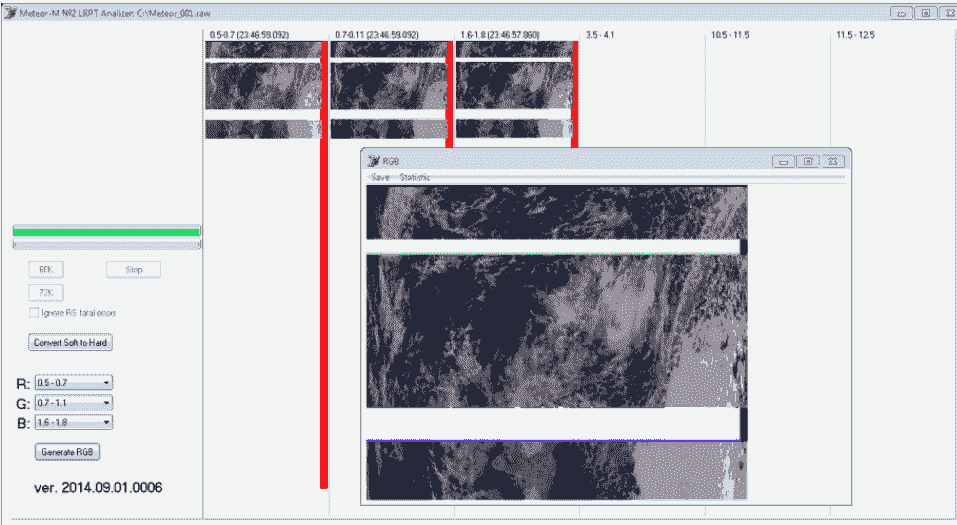 Meteor-M N2 LRPT Analizer: C:\Meteor_001.raw
0.5-0.7 (23:46:59.092)
0.7-0.11 (23:46:59.092)
1.6-1.8 (23:46:57.860)
3.5 - 4.1
10.5 - 11.5
11.5 - 12.5
RGB
Save Statistic
80K
Stop
72K
Ignore RS fatal errors
Convert Soft to Hard
R: 0.5 - 0.7
G: 0.7 - 1.1
B: 1.6 - 1.8
Generate RGB
ver. 2014.09.01.0006